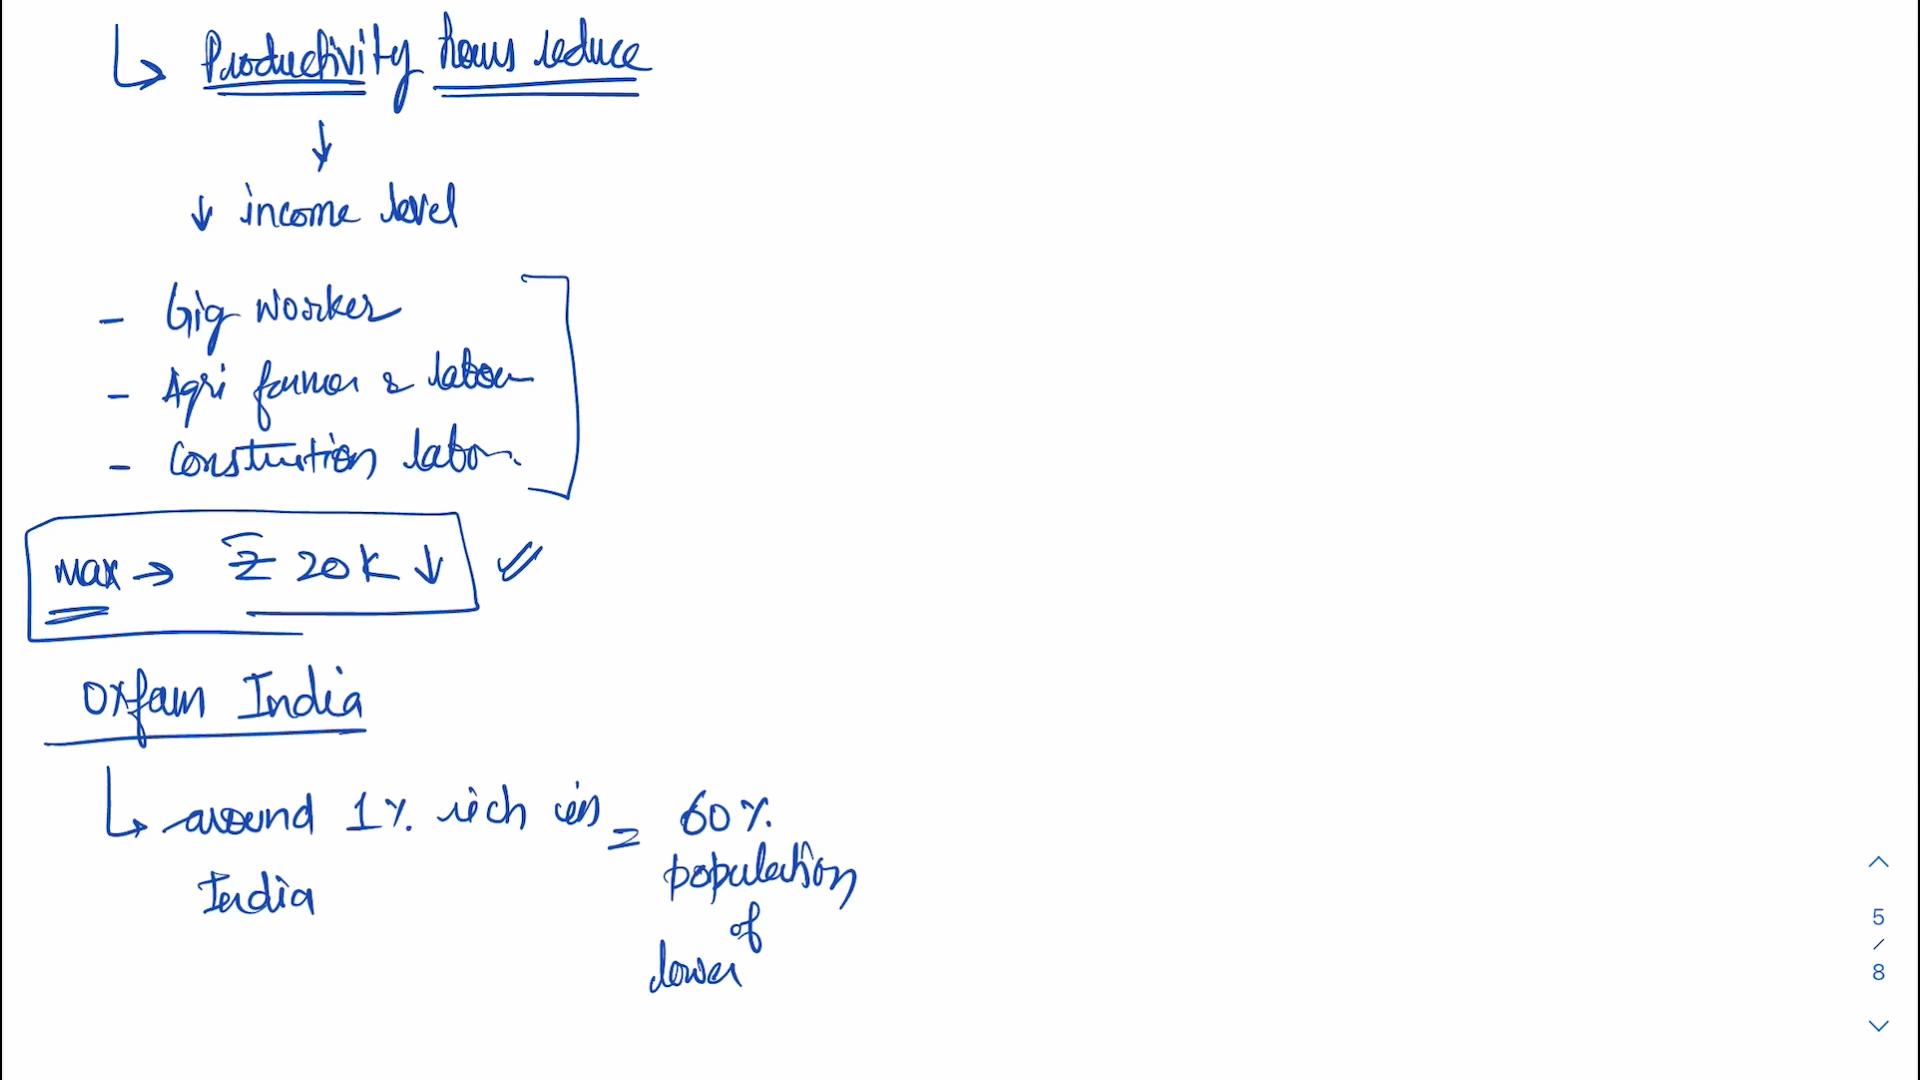 ↳ Productivity hours reduce
↓
↓ income level
- Gig worker
- Agri farmer & labour
- Construction labor.
max → ₹ 20K ↓
Oxfam India
↳ around 1% rich in = 60%
India
population
of
lower
5
/
8